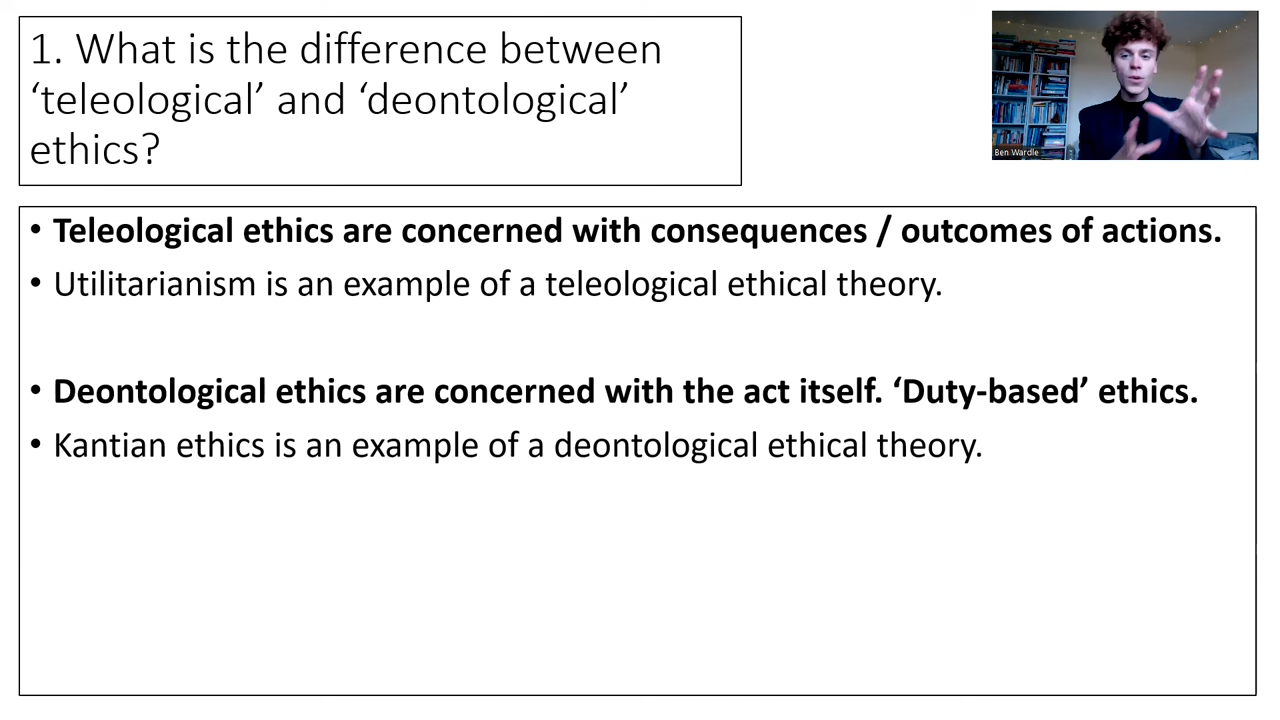 1. What is the difference between
‘teleological’ and ‘deontological’
ethics?
Ben Wardle
• Teleological ethics are concerned with consequences / outcomes of actions.
• Utilitarianism is an example of a teleological ethical theory.
• Deontological ethics are concerned with the act itself. ‘Duty-based’ ethics.
• Kantian ethics is an example of a deontological ethical theory.